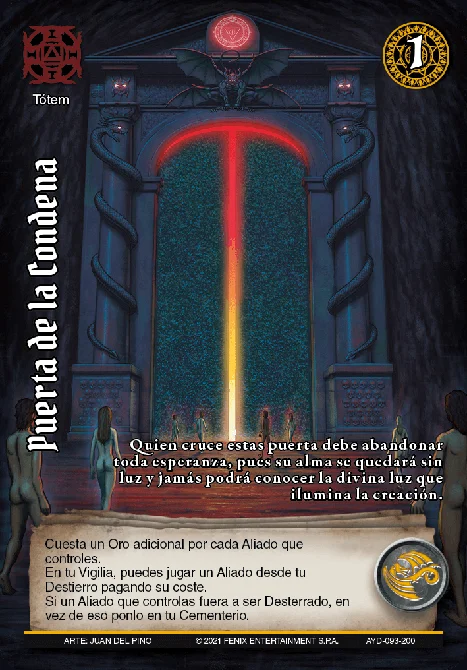 1
Tótem
Puerta de la Condena
Quien cruce estas puerta debe abandonar
toda esperanza, pues su alma se quedará sin
luz y jamás podrá conocer la divina luz que
ilumina la creación.
Cuesta un Oro adicional por cada Aliado que
controles.
En tu Vigilia, puedes jugar un Aliado desde tu
Destierro pagando su coste.
Si un Aliado que controlas fuera a ser Desterrado, en
vez de eso ponlo en tu Cementerio.
ARTE: JUAN DEL PINO © 2021 FENIX ENTERTAINMENT S.R.A. AYD-093-200